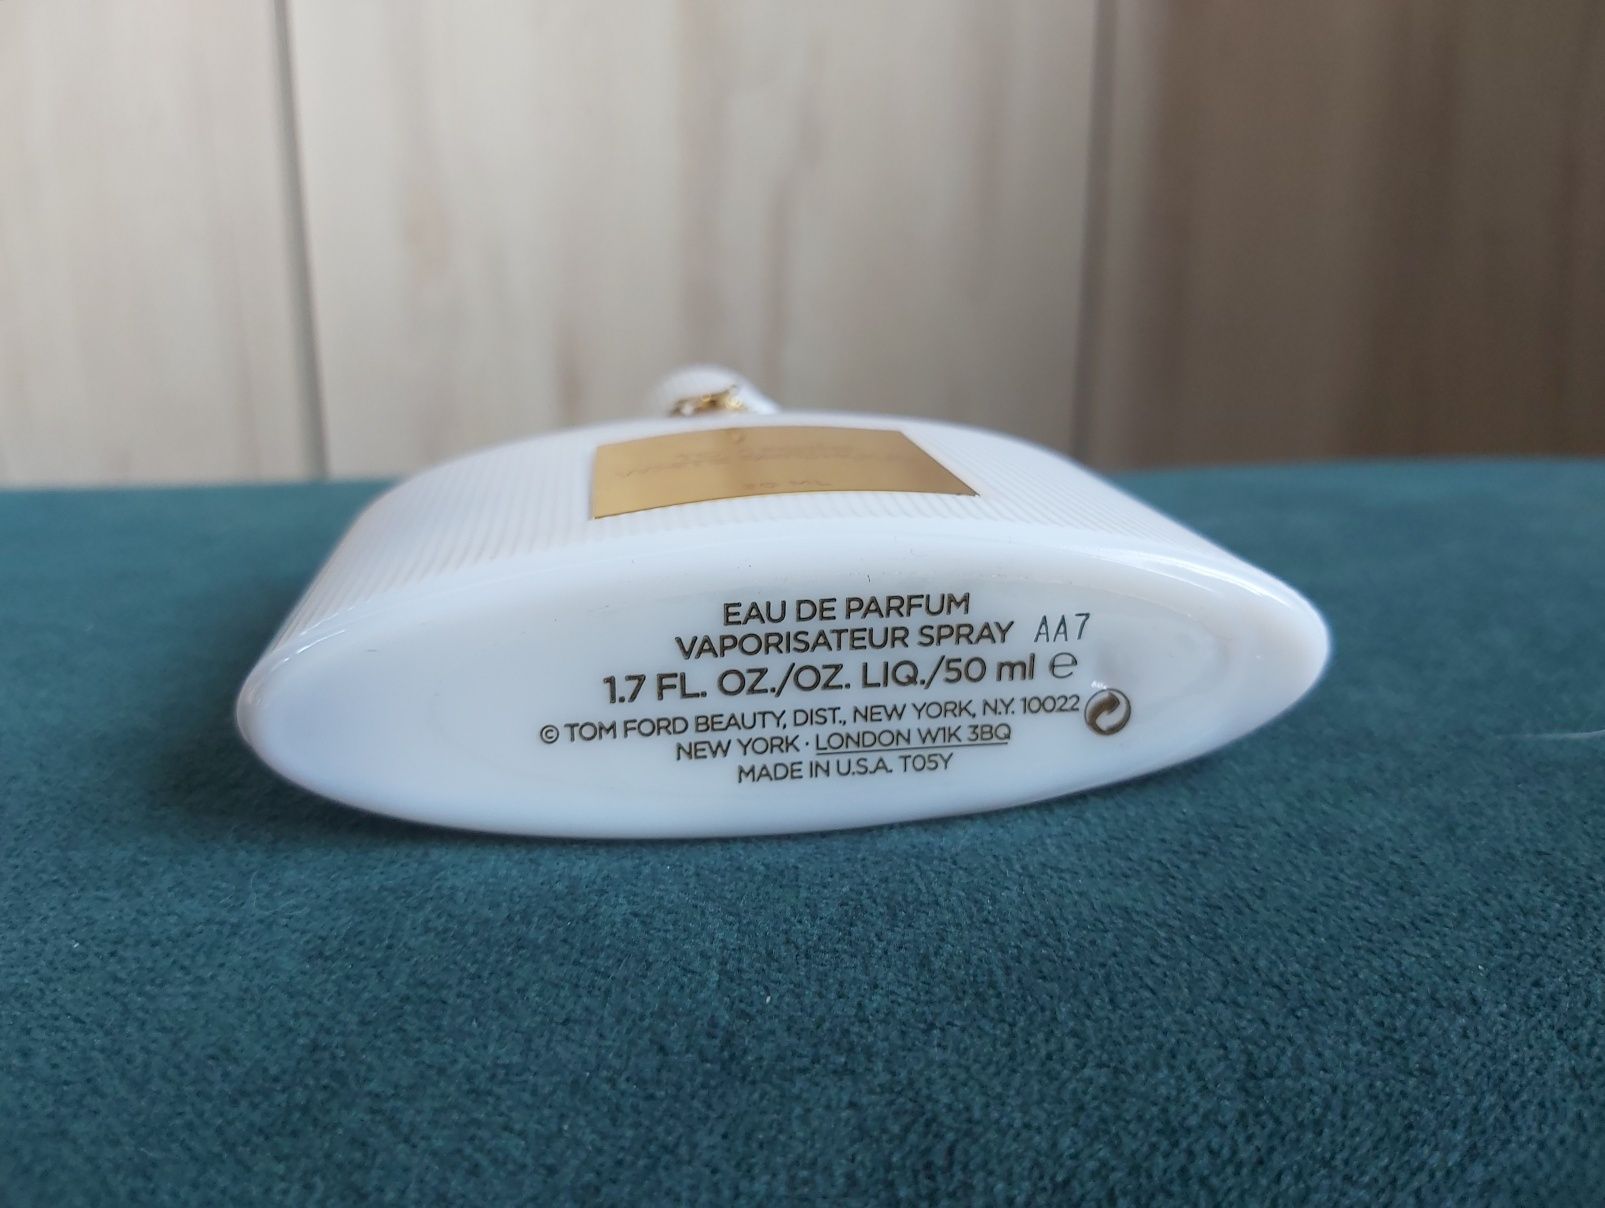 EAU DE PARFUM
VAPORISATEUR SPRAY AA7
1.7 FL. OZ./OZ. LIQ./50 ml ℮
© TOM FORD BEAUTY, DIST., NEW YORK, N.Y. 10022
NEW YORK · LONDON W1K 3BQ
MADE IN U.S.A. T05Y